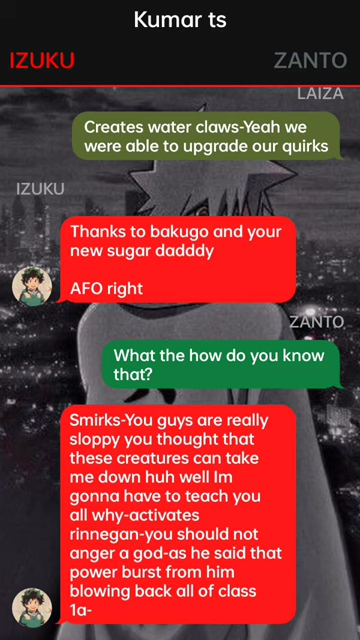 Kumar ts
IZUKU
ZANTO
LAIZA
Creates water claws-Yeah we
were able to upgrade our quirks
IZUKU
Thanks to bakugo and your
new sugar dadddy
AFO right
ZANTO
What the how do you know
that?
Smirks-You guys are really
sloppy you thought that
these creatures can take
me down huh well Im
gonna have to teach you
all why-activates
rinnegan-you should not
anger a god-as he said that
power burst from him
blowing back all of class
1a-